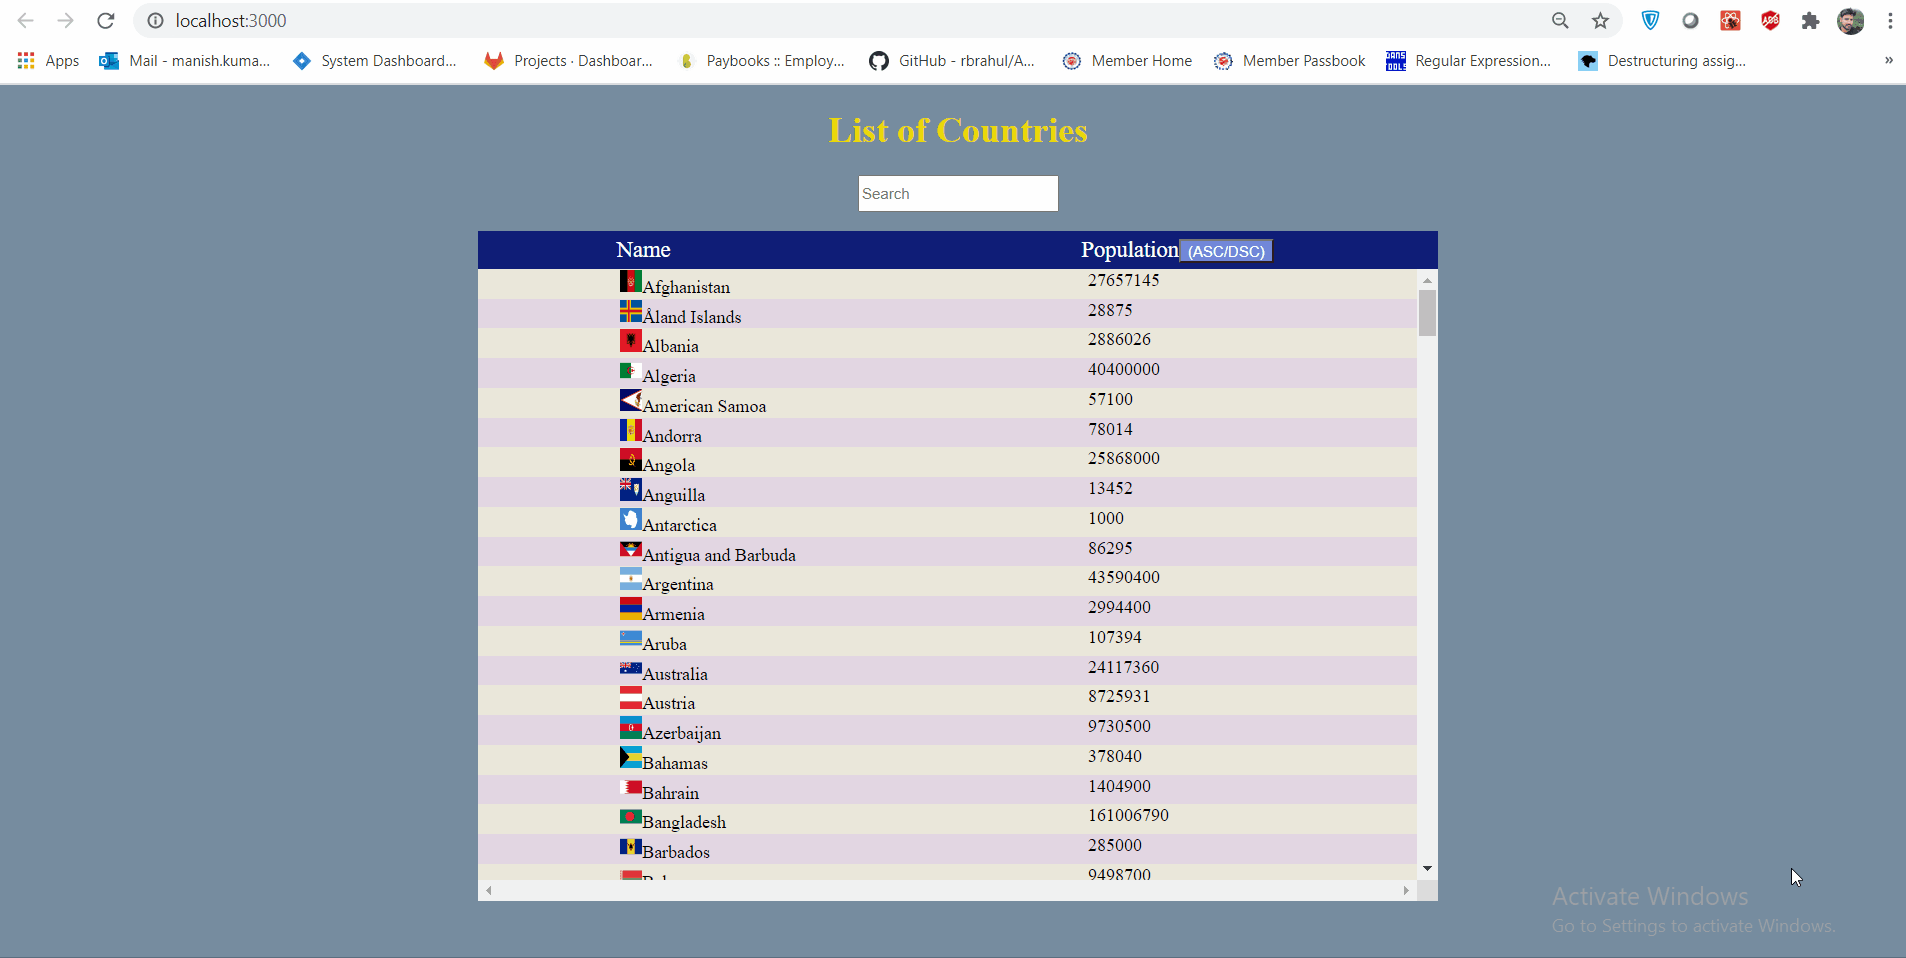 localhost:3000
ABP
Apps
Mail - manish.kuma...
System Dashboard...
Projects · Dashboar...
Paybooks :: Employ...
GitHub - rbrahul/A...
Member Home
Member Passbook
DANS TOOLS
Regular Expression...
Destructuring assig...
»
List of Countries
Search
Name Population (ASC/DSC)
Afghanistan 27657145
Åland Islands 28875
Albania 2886026
Algeria 40400000
American Samoa 57100
Andorra 78014
Angola 25868000
Anguilla 13452
Antarctica 1000
Antigua and Barbuda 86295
Argentina 43590400
Armenia 2994400
Aruba 107394
Australia 24117360
Austria 8725931
Azerbaijan 9730500
Bahamas 378040
Bahrain 1404900
Bangladesh 161006790
Barbados 285000
9498700
Activate Windows
Go to Settings to activate Windows.